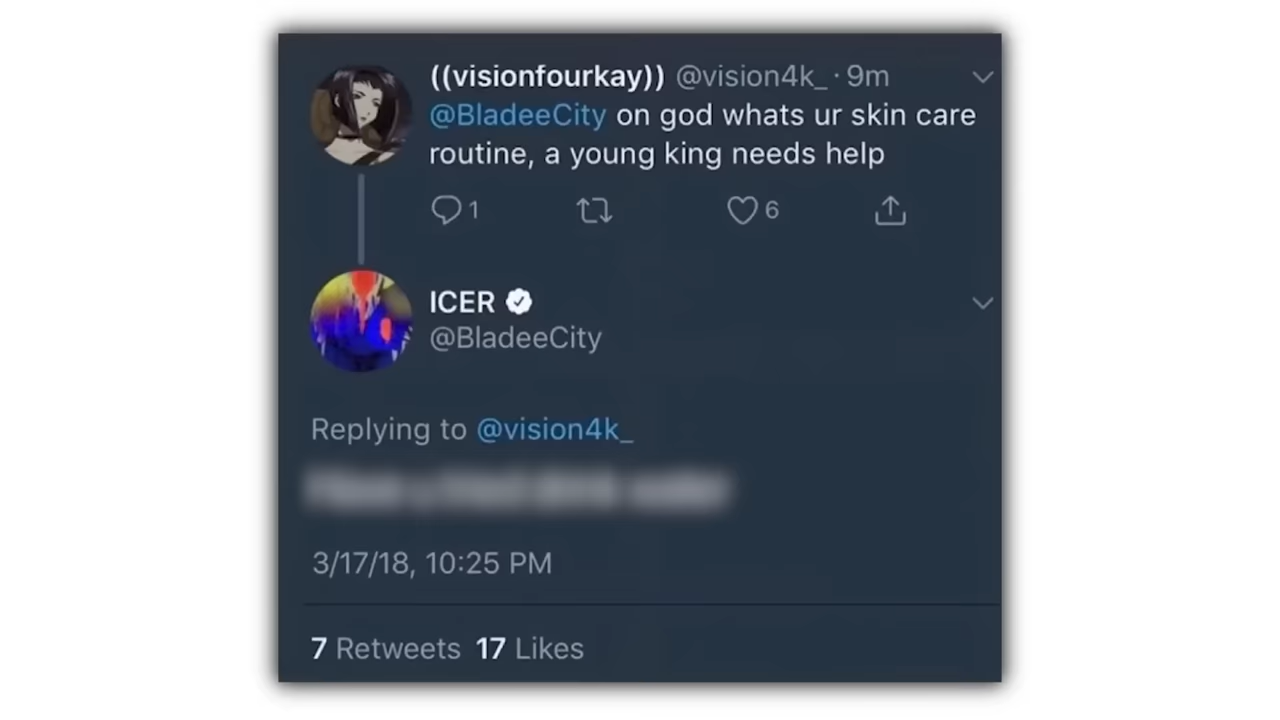 ((visionfourkay)) @vision4k_ · 9m
@BladeeCity on god whats ur skin care
routine, a young king needs help
1
6
ICER
@BladeeCity
Replying to @vision4k_
3/17/18, 10:25 PM
7 Retweets 17 Likes